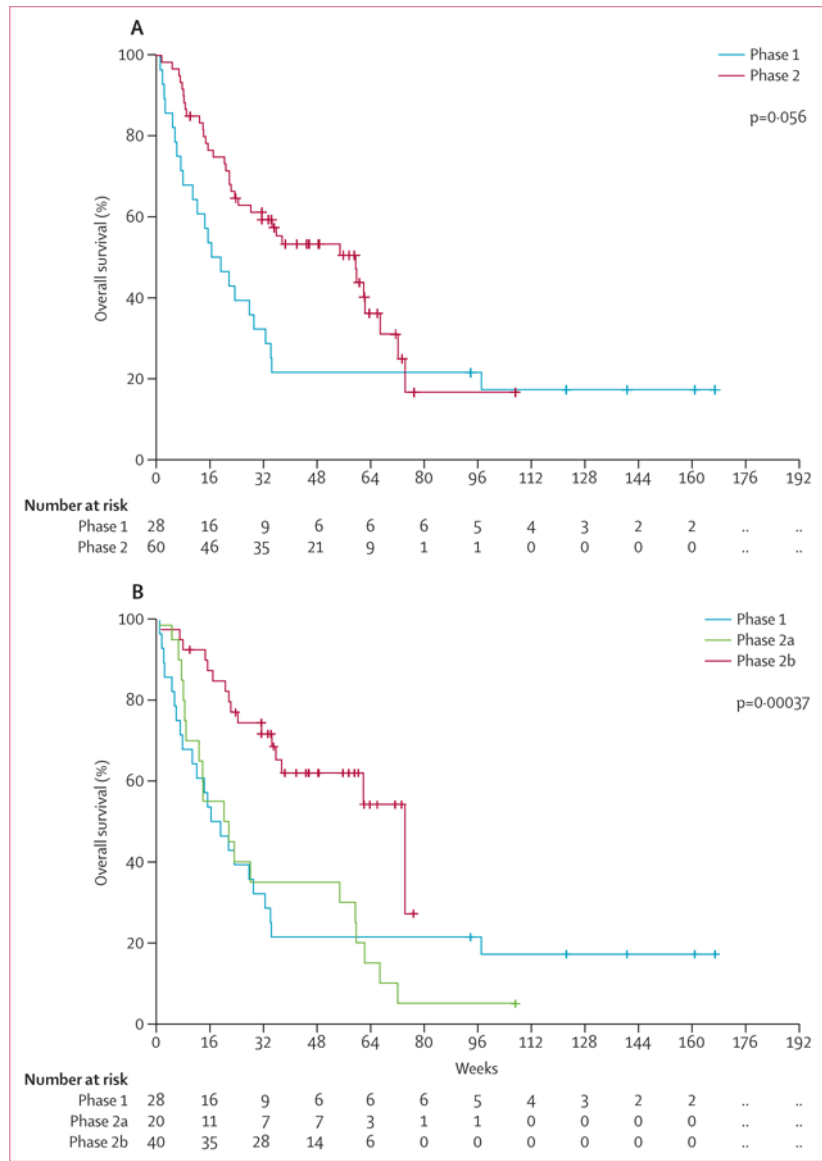 A
100
80
60
40
20
0
Overall survival (%)
Phase 1
Phase 2
p=0·056
0 16 32 48 64 80 96 112 128 144 160 176 192
Number at risk
Phase 1 28 16 9 6 6 6 5 4 3 2 2 .. ..
Phase 2 60 46 35 21 9 1 1 0 0 0 0 .. ..
B
100
80
60
40
20
0
Overall survival (%)
Phase 1
Phase 2a
Phase 2b
p=0·00037
0 16 32 48 64 80 96 112 128 144 160 176 192
Weeks
Number at risk
Phase 1 28 16 9 6 6 6 5 4 3 2 2 .. ..
Phase 2a 20 11 7 7 3 1 1 0 0 0 0 .. ..
Phase 2b 40 35 28 14 6 0 0 0 0 0 0 .. ..